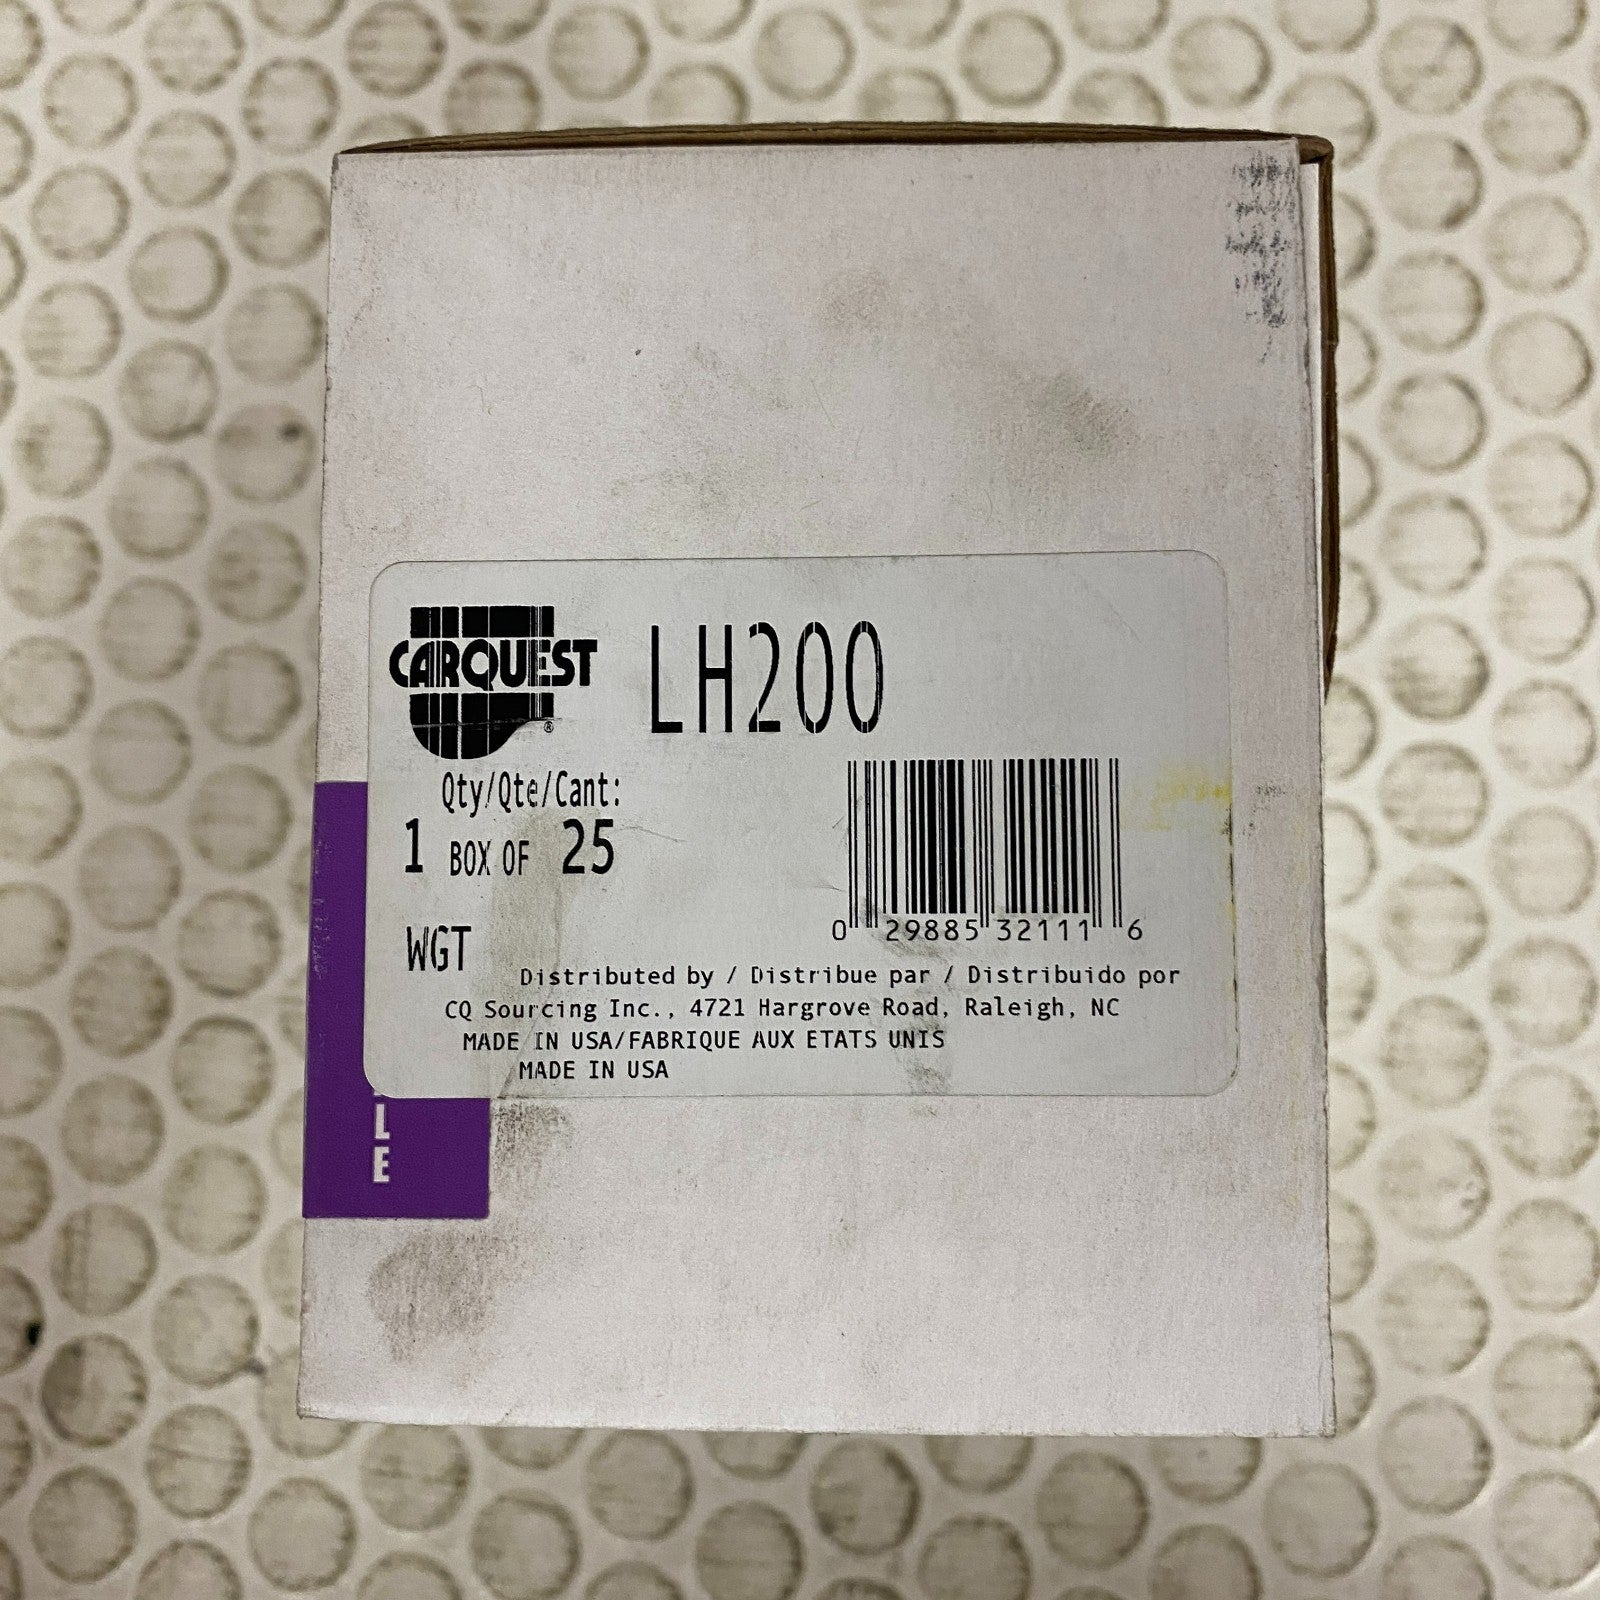 CARQUEST
®
LH200
Qty/Qte/Cant:
1 BOX OF 25
0 29885 32111 6
WGT
Distributed by / Distribue par / Distribuido por
CQ Sourcing Inc., 4721 Hargrove Road, Raleigh, NC
MADE IN USA/FABRIQUE AUX ETATS UNIS
MADE IN USA
LE